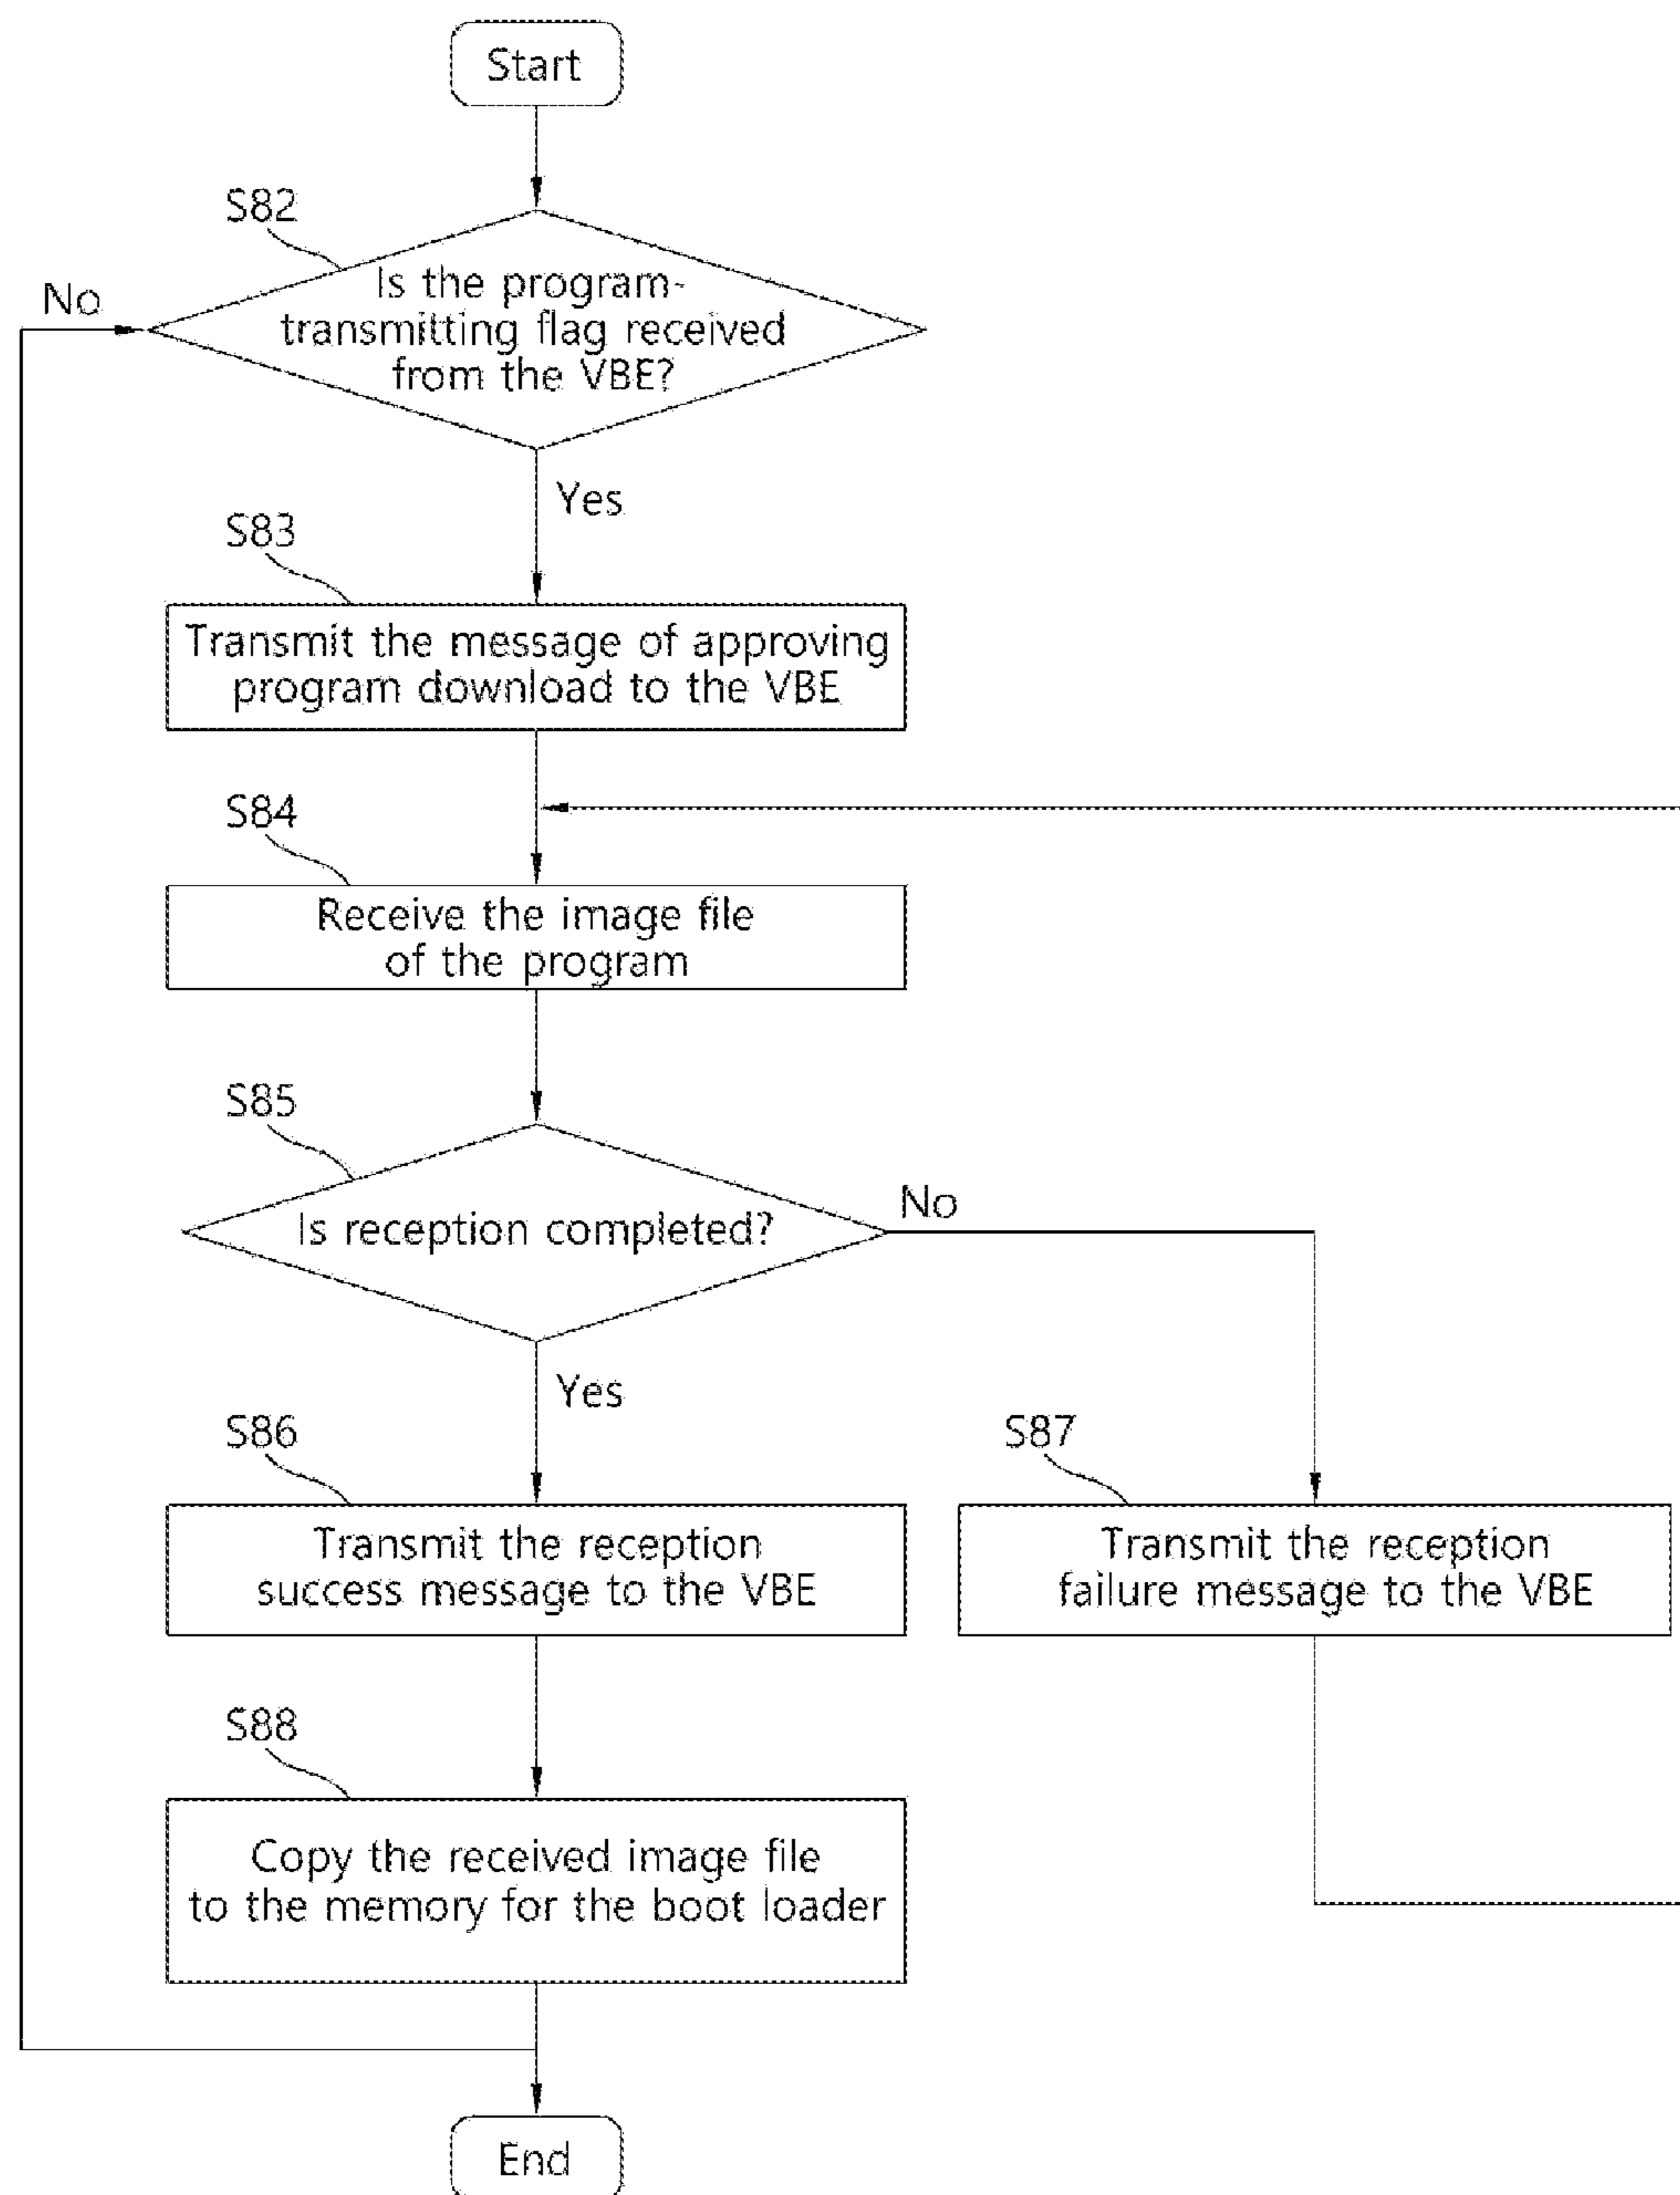 Start
S82
No
Is the program-
transmitting flag received
from the VBE?
Yes
S83
Transmit the message of approving
program download to the VBE
S84
Receive the image file
of the program
S85
Is reception completed?
No
Yes
S86
Transmit the reception
success message to the VBE
S87
Transmit the reception
failure message to the VBE
S88
Copy the received image file
to the memory for the boot loader
End